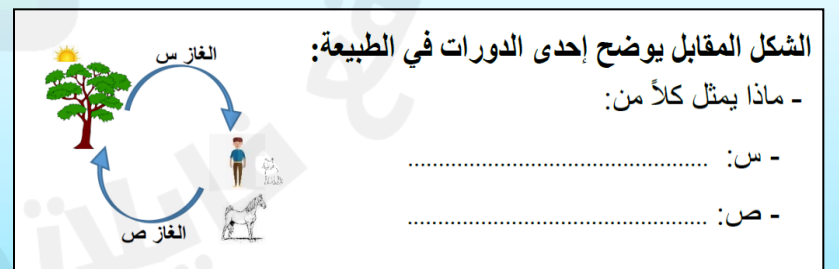 الشكل المقابل يوضح إحدى الدورات في الطبيعة:
- ماذا يمثل كلاً من:
- س: ................................................
- ص: ................................................
الغاز س
الغاز ص